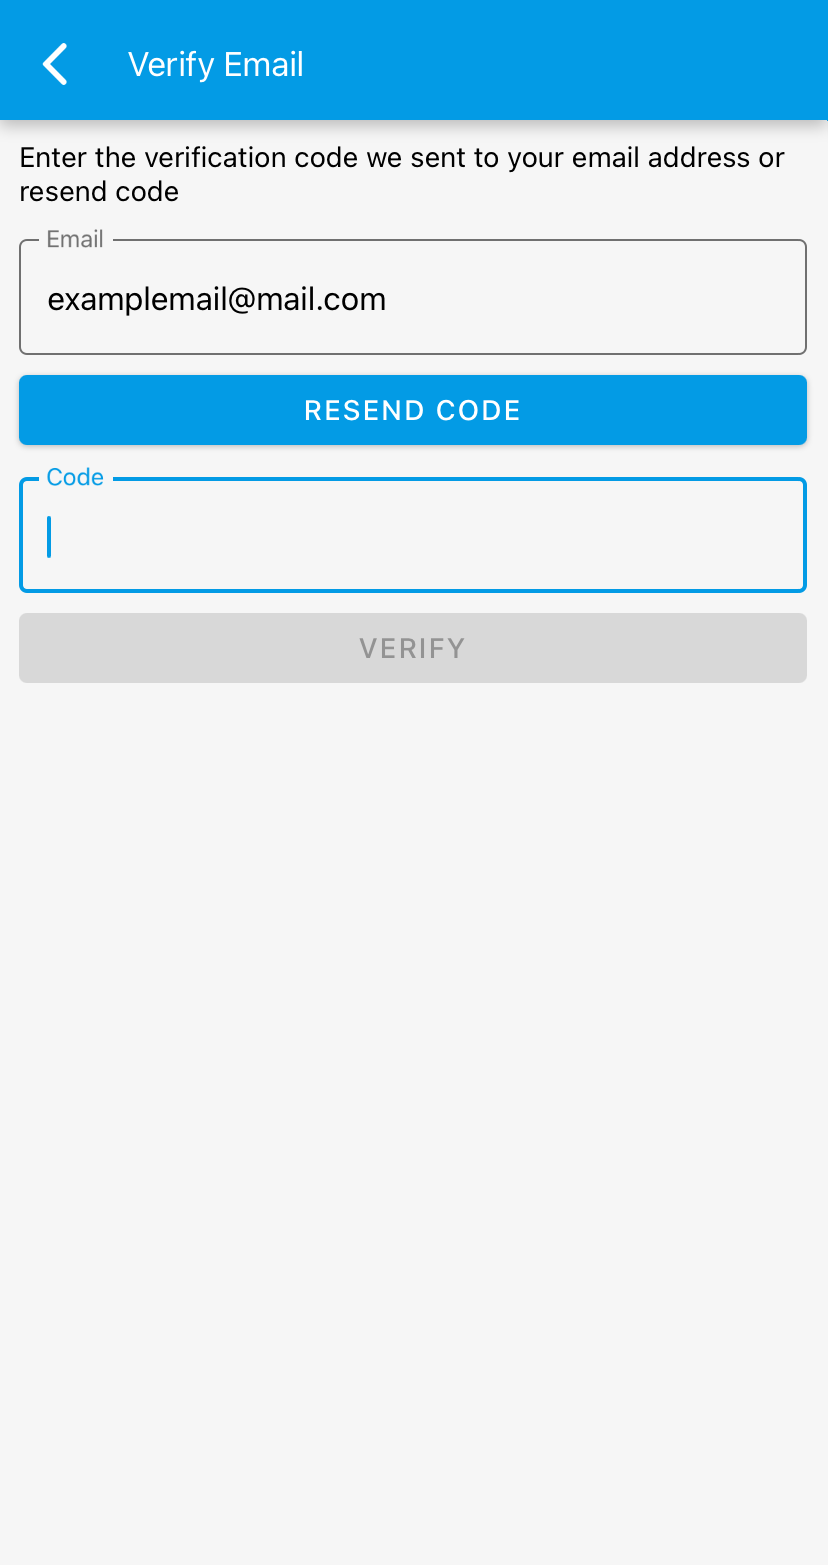 Verify Email
Enter the verification code we sent to your email address or
resend code
Email
examplemail@mail.com
RESEND CODE
Code
VERIFY